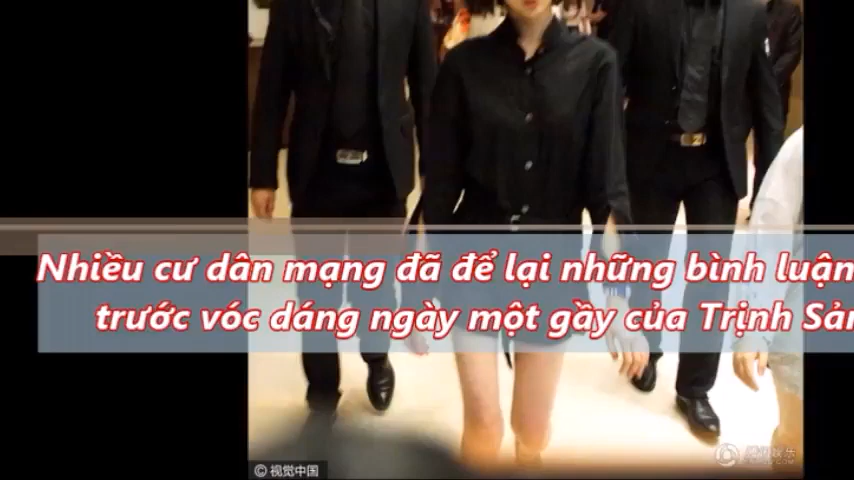 Nhiều cư dân mạng đã để lại những bình luận
trước vóc dáng ngày một gầy của Trịnh Sản
© 视觉中国